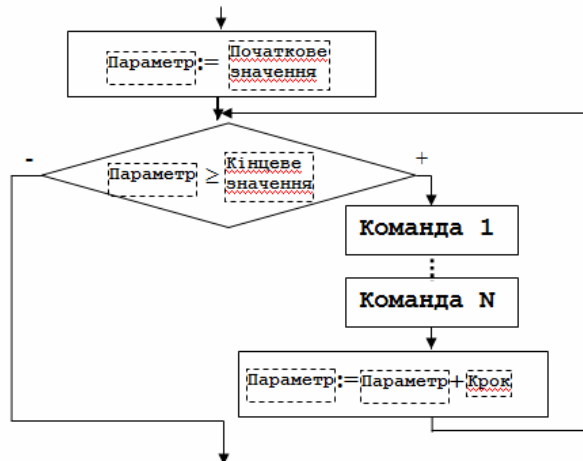 Параметр:= Початкове значення
- Параметр ≥ Кінцеве значення +
Команда 1
⋮
Команда N
Параметр:=Параметр+Крок